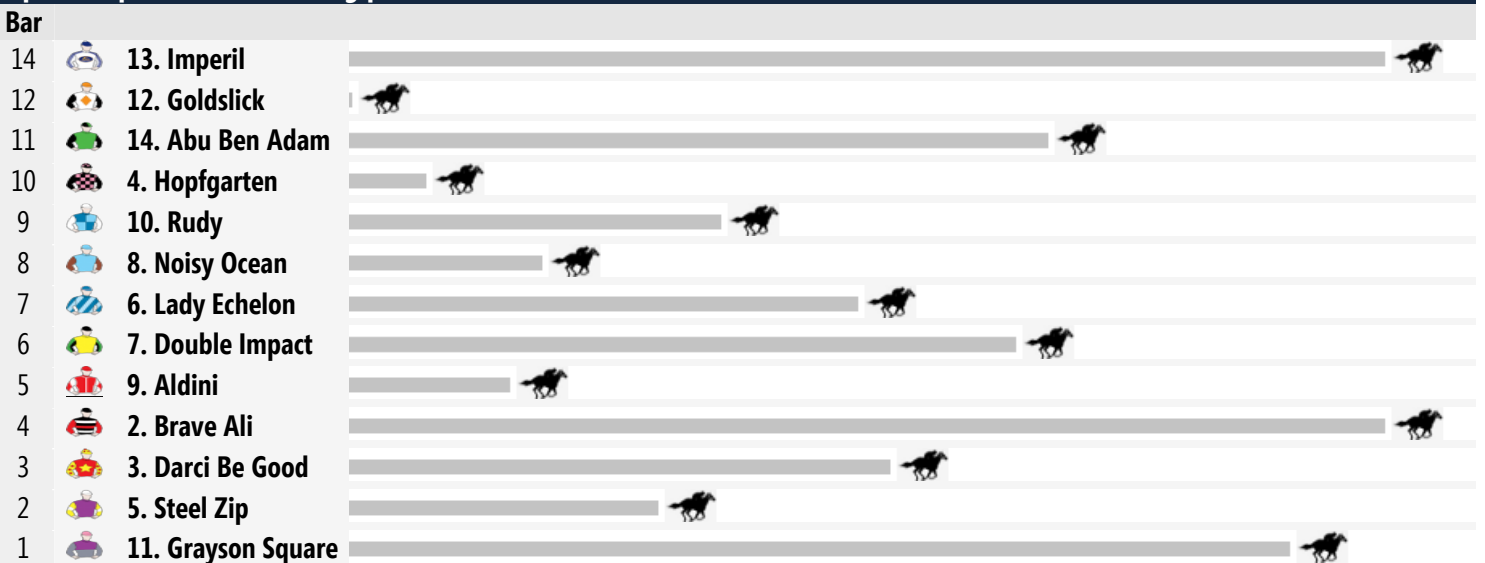 Bar
14 13. Imperil
12 12. Goldslick
11 14. Abu Ben Adam
10 4. Hopfgarten
9 10. Rudy
8 8. Noisy Ocean
7 6. Lady Echelon
6 7. Double Impact
5 9. Aldini
4 2. Brave Ali
3 3. Darci Be Good
2 5. Steel Zip
1 11. Grayson Square